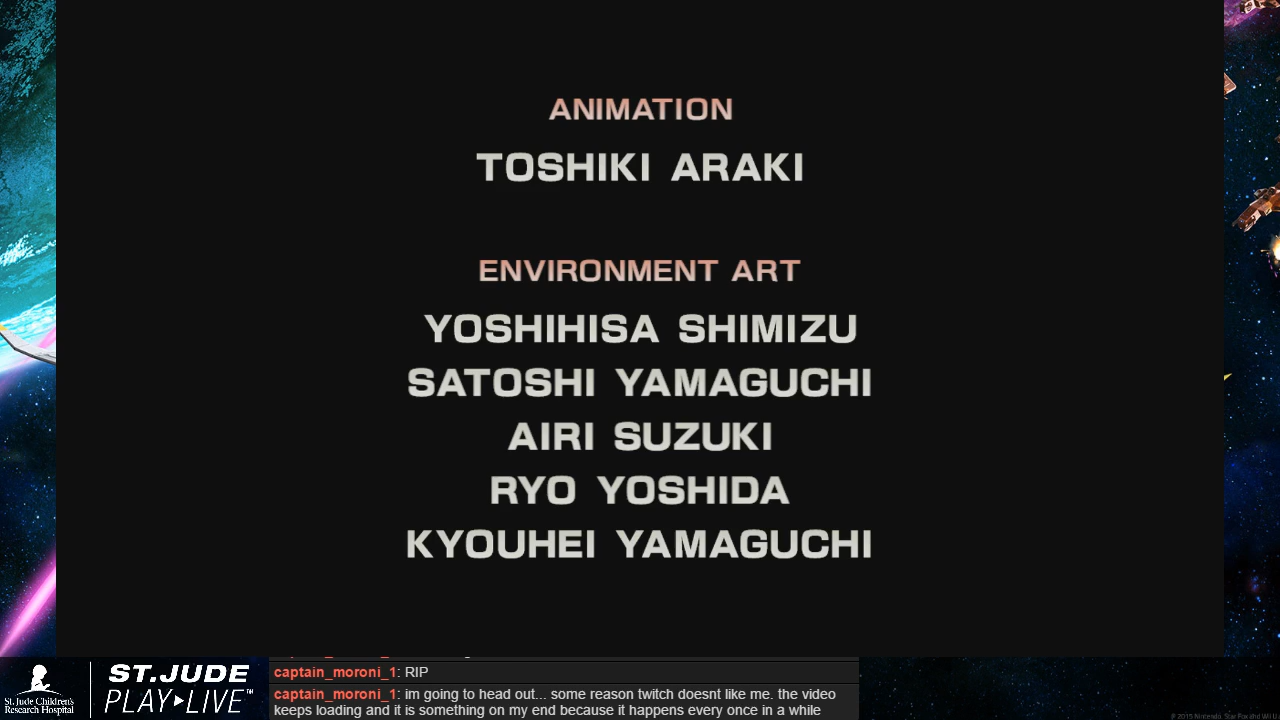 ANIMATION
TOSHIKI ARAKI
ENVIRONMENT ART
YOSHIHISA SHIMIZU
SATOSHI YAMAGUCHI
AIRI SUZUKI
RYO YOSHIDA
KYOUHEI YAMAGUCHI
St. Jude Children's
Research Hospital
ST.JUDE
PLAY LIVE™
captain_moroni_1: RIP
captain_moroni_1: im going to head out... some reason twitch doesnt like me. the video
keeps loading and it is something on my end because it happens every once in a while